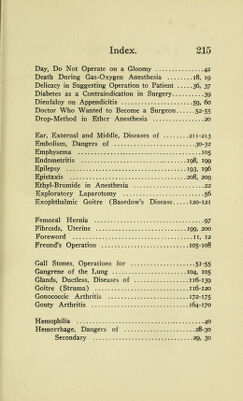 Index. 215
Day, Do Not Operate on a Gloomy ..............42
Death During Gas-Oxygen Anesthesia ........18, 19
Delicacy in Suggesting Operation to Patient .....36, 37
Diabetes as a Contraindication in Surgery.........39
Dieufaloy on Appendicitis ....................59, 60
Doctor Who Wanted to Become a Surgeon......52-55
Drop-Method in Ether Anesthesia ................20
Ear, External and Middle, Diseases of ........211-213
Embolism, Dangers of ........................30-32
Emphysema ....................................105
Endometritis ...............................198, 199
Epilepsy ...................................193, 196
Epistaxis ..................................208, 209
Ethyl-Bromide in Anesthesia .....................22
Exploratory Laparotomy .........................56
Exophthalmic Goitre (Basedow's Disease.....120-121
Femoral Hernia .................................97
Fibroids, Uterine ...........................199, 200
Foreword ....................................11, 12
Freund's Operation .........................105-108
Gall Stones, Operations for ....................51-55
Gangrene of the Lung .......................104, 105
Glands, Ductless, Diseases of .................116-139
Goitre (Struma) ............................116-120
Gonococcic Arthritis ........................172-175
Gouty Arthritis ............................164-170
Hemophilia ....................................40
Hemorrhage, Dangers of ......................28-30
Secondary ................................29, 30